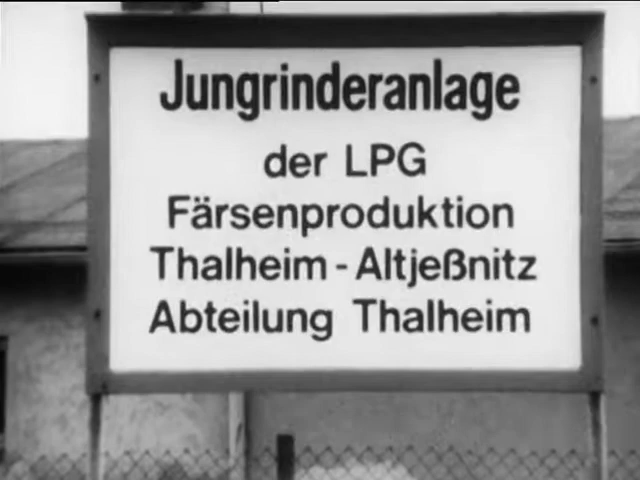 Jungrinderanlage
der LPG
Färsenproduktion
Thalheim - Altjeßnitz
Abteilung Thalheim